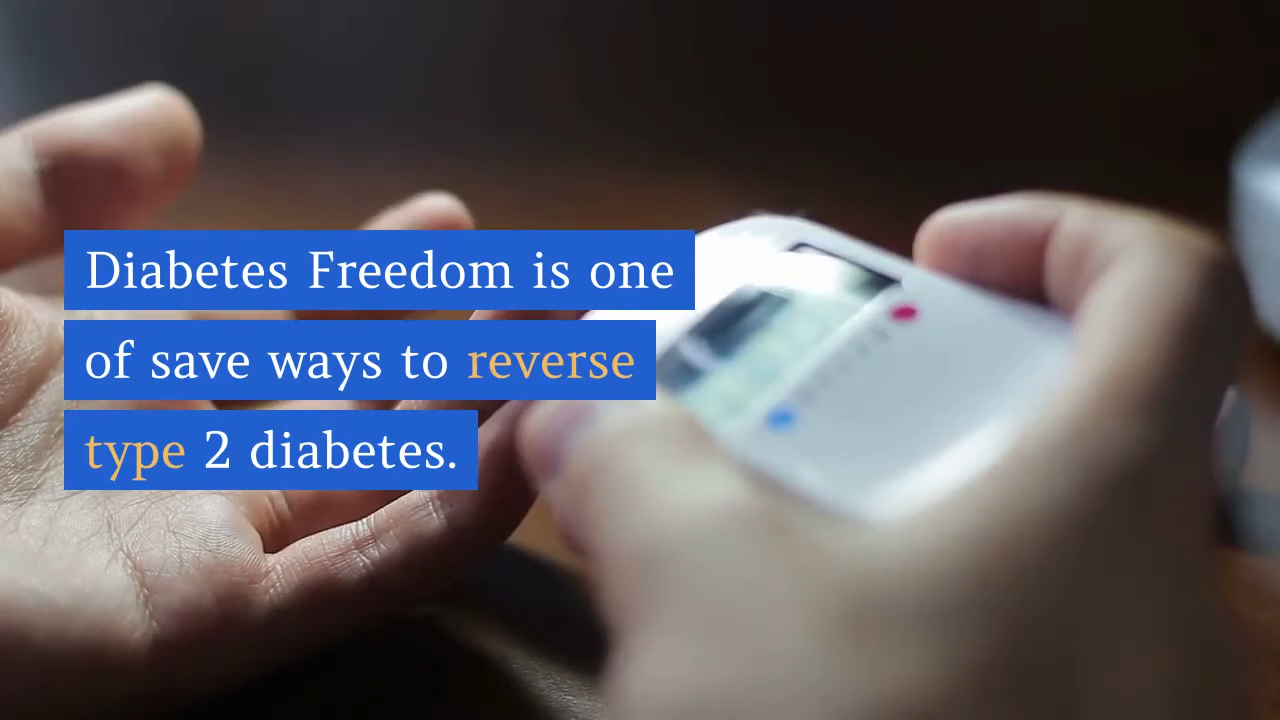 Diabetes Freedom is one
of save ways to reverse
type 2 diabetes.